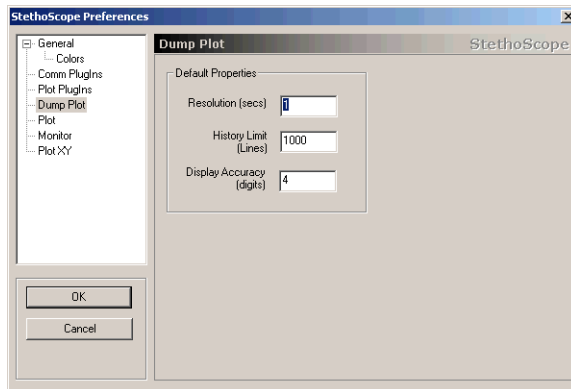 StethoScope Preferences
General
Colors
Comm PlugIns
Plot PlugIns
Dump Plot
Plot
Monitor
Plot XY
OK
Cancel
Dump Plot
StethoScope
Default Properties
Resolution (secs)
1
History Limit
(Lines)
1000
Display Accuracy
(digits)
4